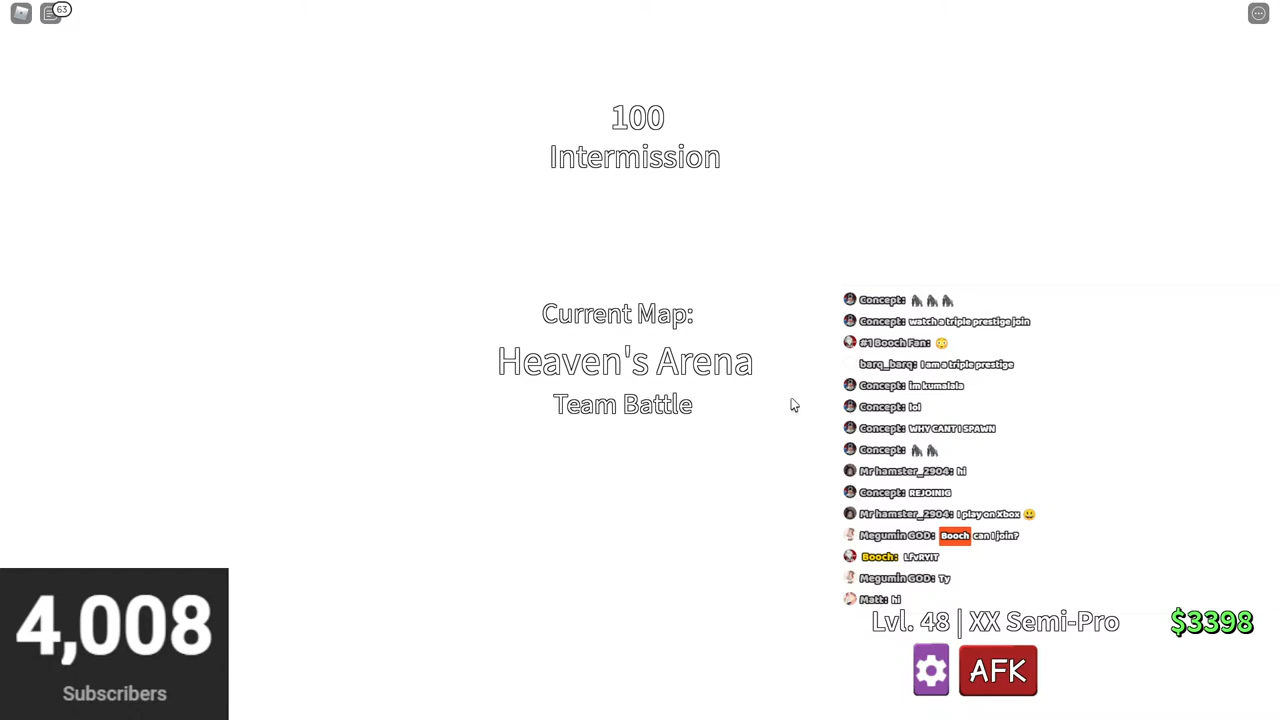 63
100
Intermission
Current Map:
Heaven's Arena
Team Battle
Concept:
Concept: watch a triple prestige join
#1 Booch Fan: 😳
barq_barq: I am a triple prestige
Concept: im kumalala
Concept: lol
Concept: WHY CANT I SPAWN
Concept:
Mr hamster_2904: hi
Concept: REJOINIG
Mr hamster_2904: I play on Xbox 😀
Megumin GOD: Booch can I join?
Booch: LfvRYIT
Megumin GOD: Ty
Matt: hi
Lvl. 48 | XX Semi-Pro
$3398
AFK
4,008
Subscribers